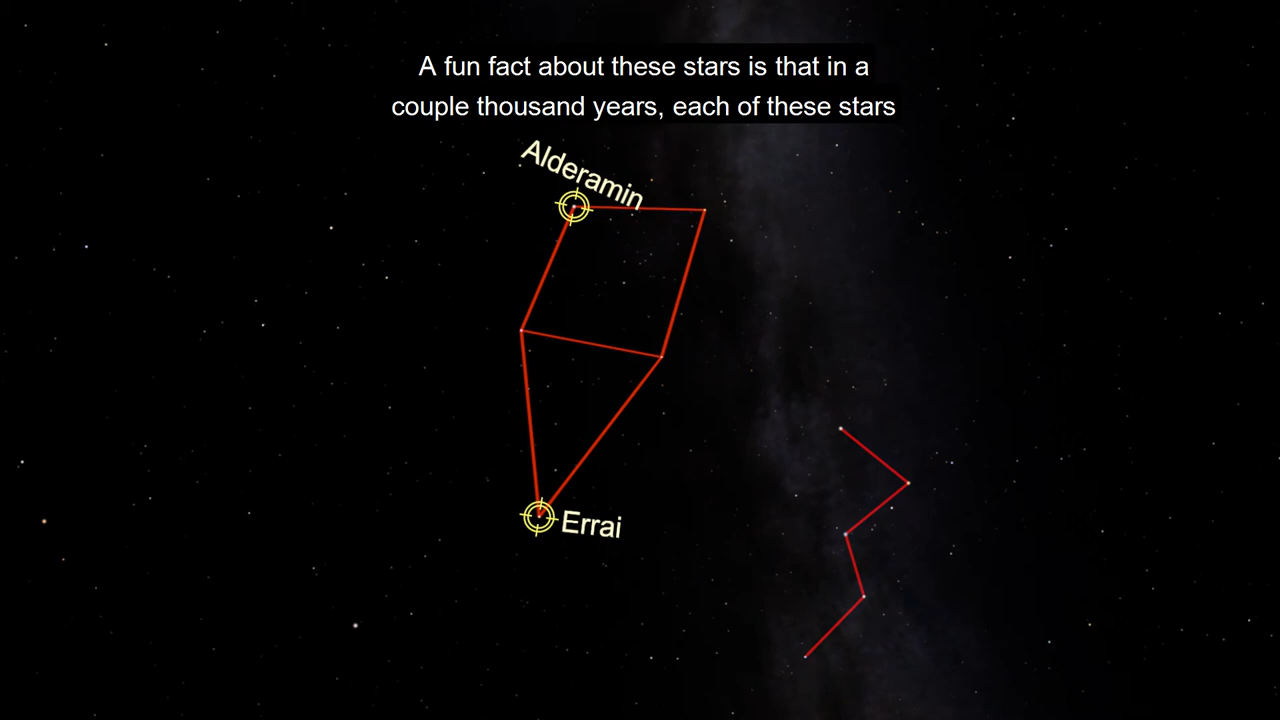 A fun fact about these stars is that in a
couple thousand years, each of these stars
Alderamin
Errai